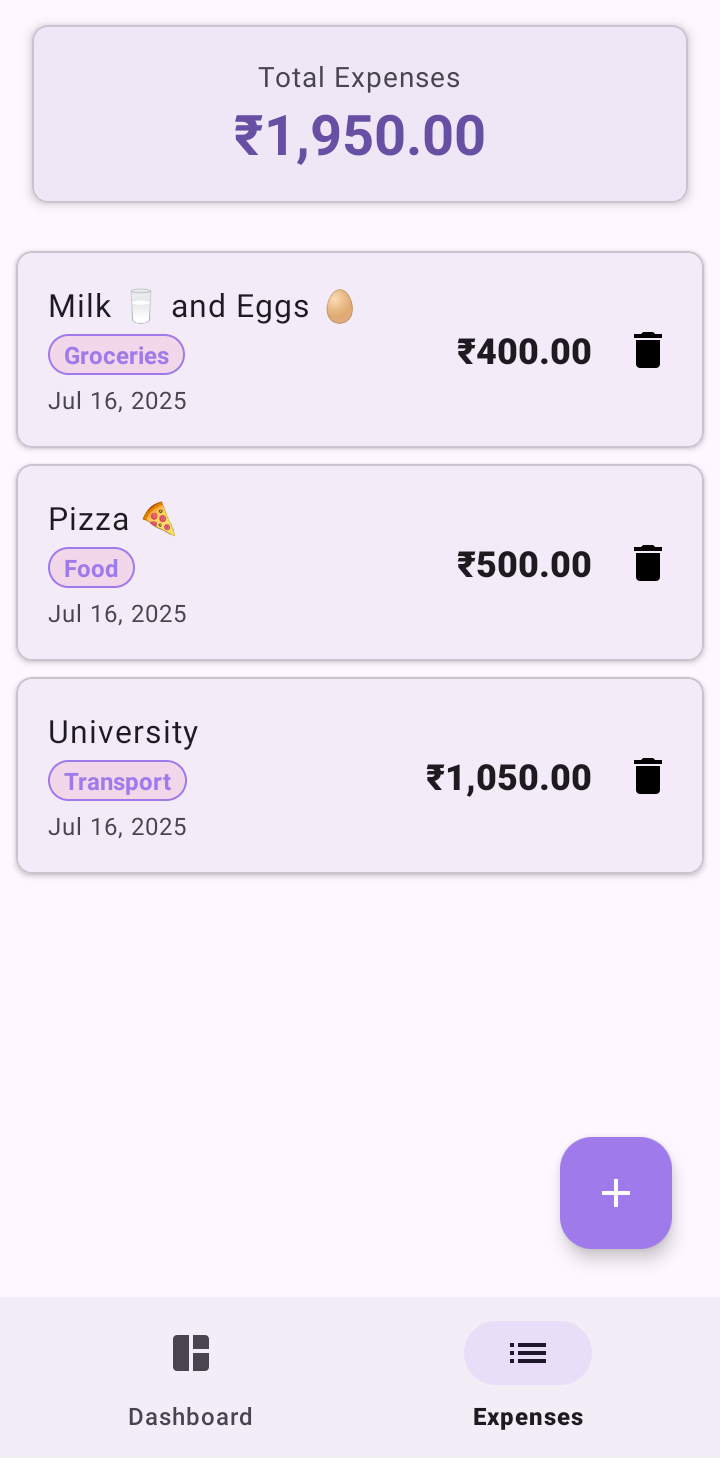 Total Expenses
₹1,950.00
Milk 🥛 and Eggs 🥚
Groceries
₹400.00
Jul 16, 2025
Pizza 🍕
Food
₹500.00
Jul 16, 2025
University
Transport
₹1,050.00
Jul 16, 2025
Dashboard
Expenses